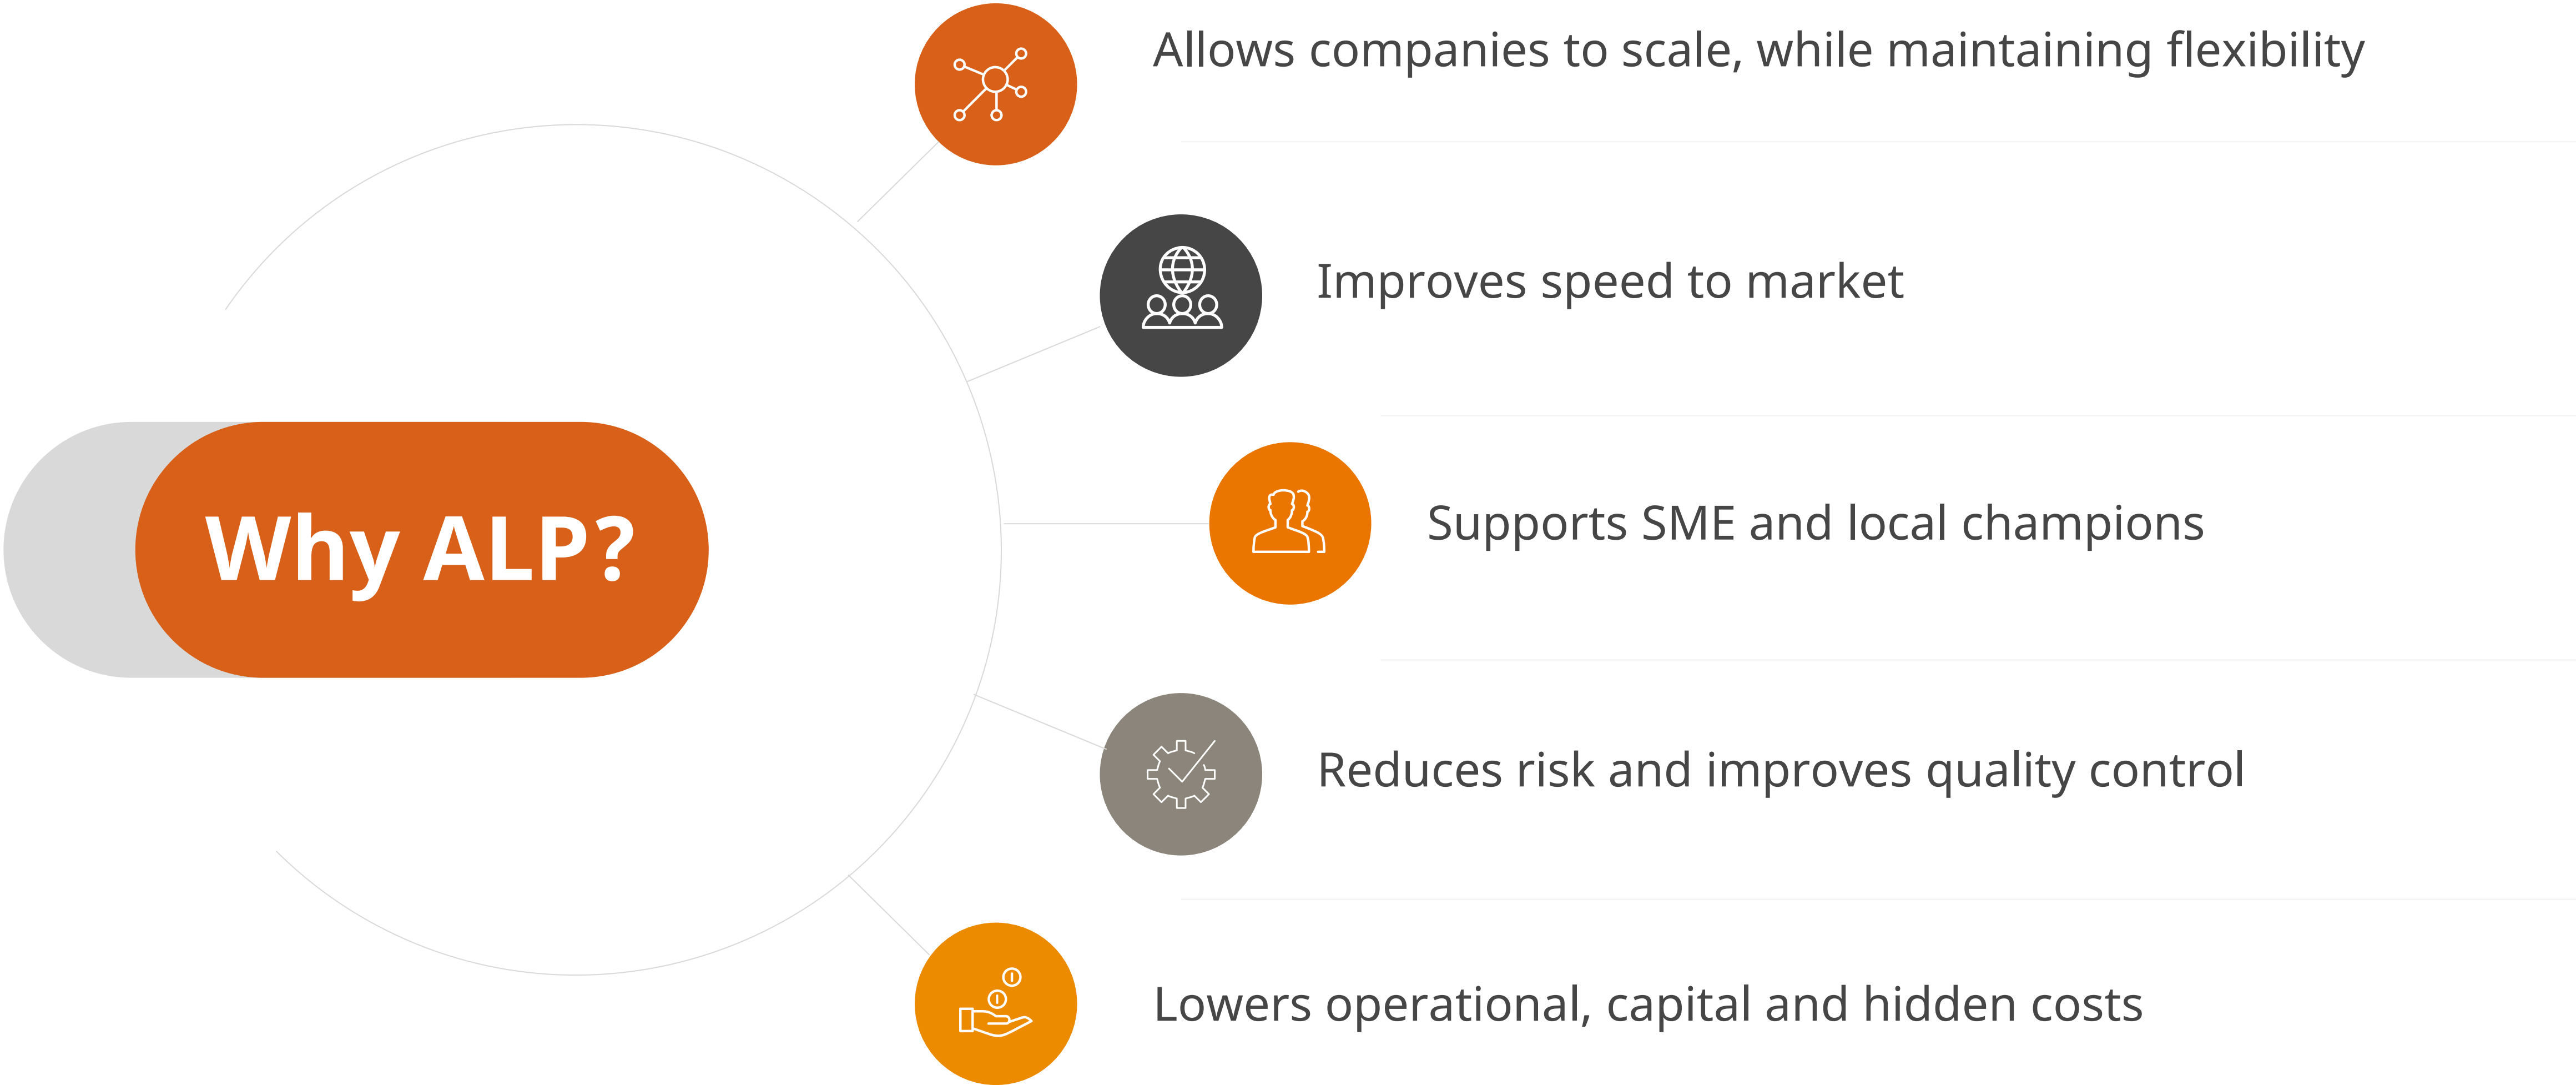 Allows companies to scale, while maintaining flexibility
Improves speed to market
Why ALP?
Supports SME and local champions
Reduces risk and improves quality control
Lowers operational, capital and hidden costs